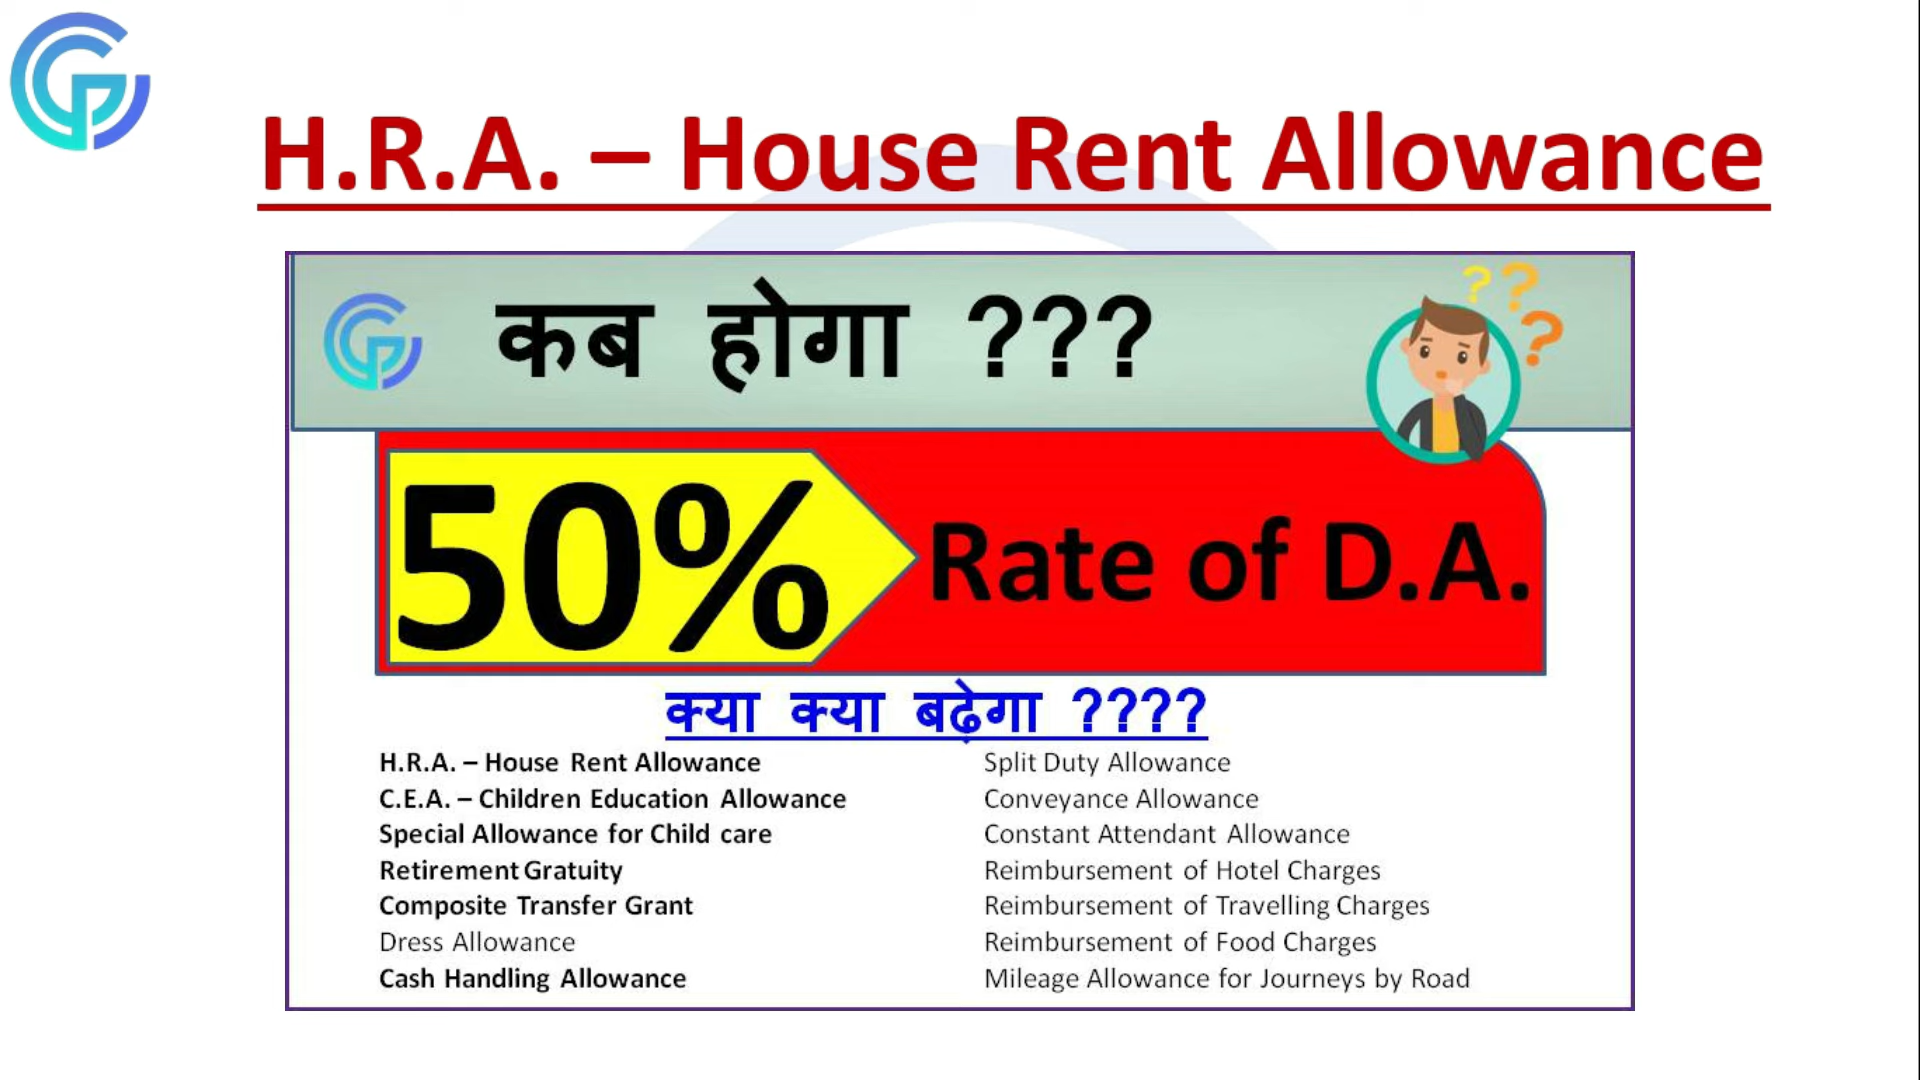 H.R.A. – House Rent Allowance
कब होगा ???
50% Rate of D.A.
क्या क्या बढ़ेगा ????
H.R.A. – House Rent Allowance
C.E.A. – Children Education Allowance
Special Allowance for Child care
Retirement Gratuity
Composite Transfer Grant
Dress Allowance
Cash Handling Allowance
Split Duty Allowance
Conveyance Allowance
Constant Attendant Allowance
Reimbursement of Hotel Charges
Reimbursement of Travelling Charges
Reimbursement of Food Charges
Mileage Allowance for Journeys by Road